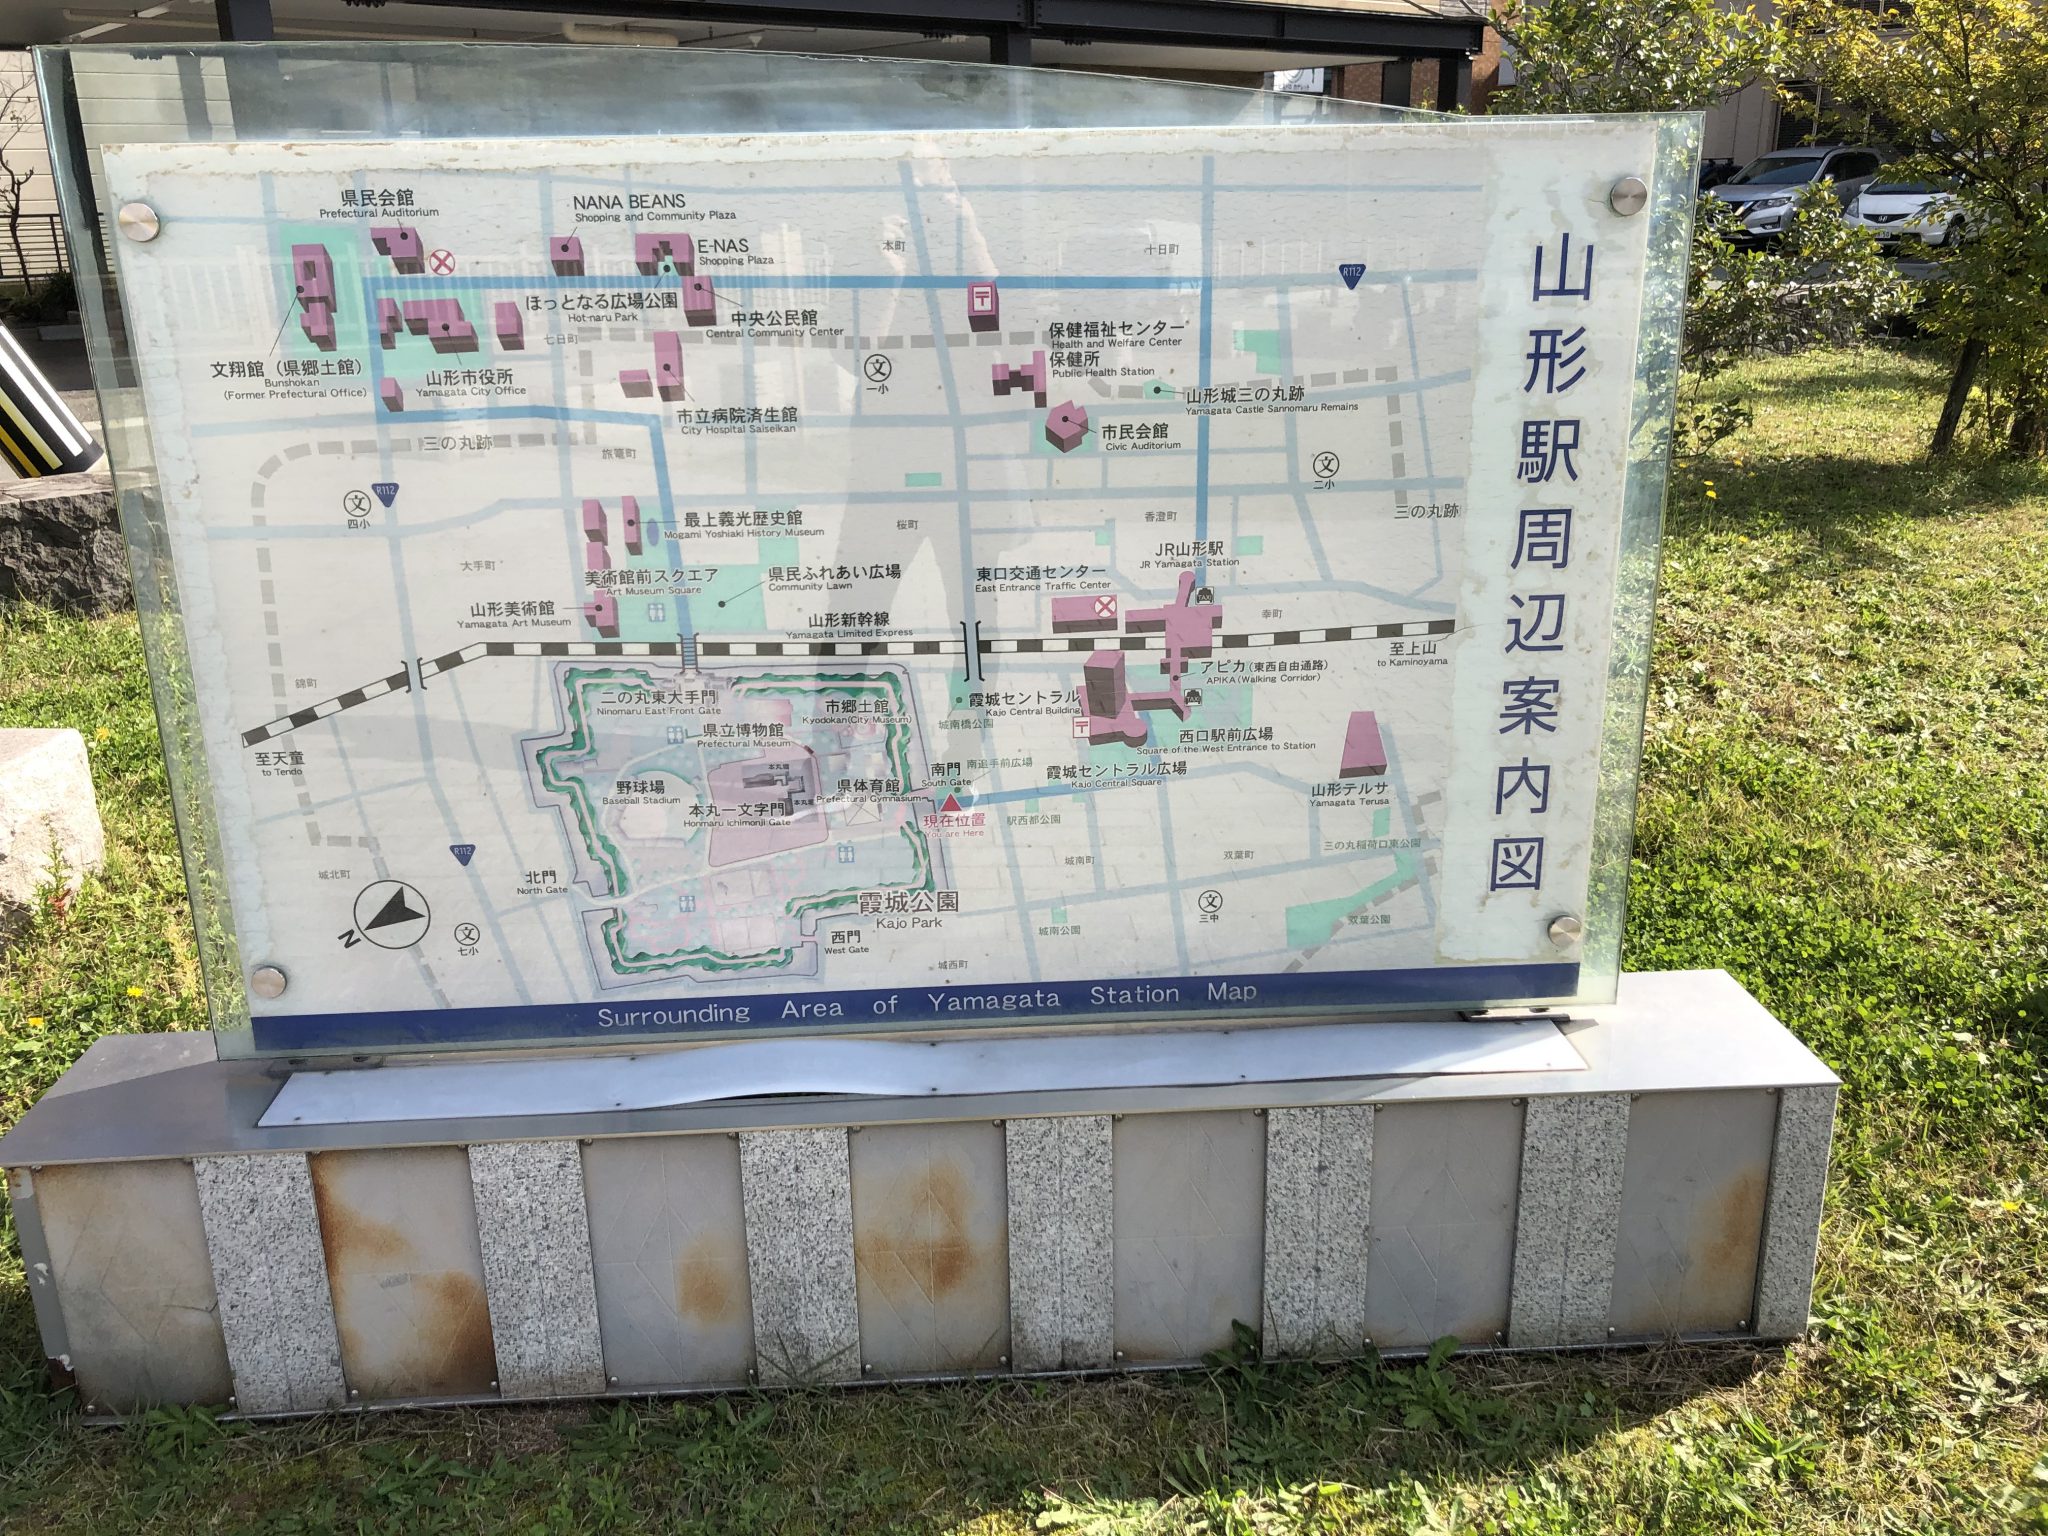 山形駅周辺案内図
県民会館
Prefectural Auditorium
NANA BEANS
Shopping and Community Plaza
E-NAS
Shopping Plaza
本町
十日町
R112
ほっとなる広場公園
Hot-naru Park
中央公民館
Central Community Center
七日町
文翔館（県郷土館）
Bunshokan
(Former Prefectural Office)
山形市役所
Yamagata City Office
市立病院済生館
City Hospital Saiseikan
文
一小
保健福祉センター
Health and Welfare Center
保健所
Public Health Station
山形城三の丸跡
Yamagata Castle Sannomaru Remains
市民会館
Civic Auditorium
三の丸跡
旅篭町
文
四小
R112
文
二小
三の丸跡
最上義光歴史館
Mogami Yoshiaki History Museum
桜町
香澄町
大手町
美術館前スクエア
Art Museum Square
県民ふれあい広場
Community Lawn
山形美術館
Yamagata Art Museum
山形新幹線
Yamagata Limited Express
東口交通センター
East Entrance Traffic Center
JR山形駅
JR Yamagata Station
TAXI
幸町
至上山
to Kaminoyama
アピカ（東西自由通路）
APIKA (Walking Corridor)
TAXI
錦町
至天童
to Tendo
二の丸東大手門
Ninomaru East Front Gate
市郷土館
Kyodokan (City Museum)
県立博物館
Prefectural Museum
霞城セントラル
Kajo Central Building
城南橋公園
西口駅前広場
Square of the West Entrance to Station
野球場
Baseball Stadium
本丸一文字門
Honmaru Ichimonji Gate
県体育館
Prefectural Gymnasium
南門
South Gate
南追手前広場
霞城セントラル広場
Kajo Central Square
山形テルサ
Yamagata Terusa
現在位置
You are Here
駅西都公園
三の丸稲荷口東公園
城北町
R112
北門
North Gate
城南町
双葉町
N
文
七小
霞城公園
Kajo Park
西門
West Gate
城西町
城南公園
文
三中
双葉公園
Surrounding Area of Yamagata Station Map